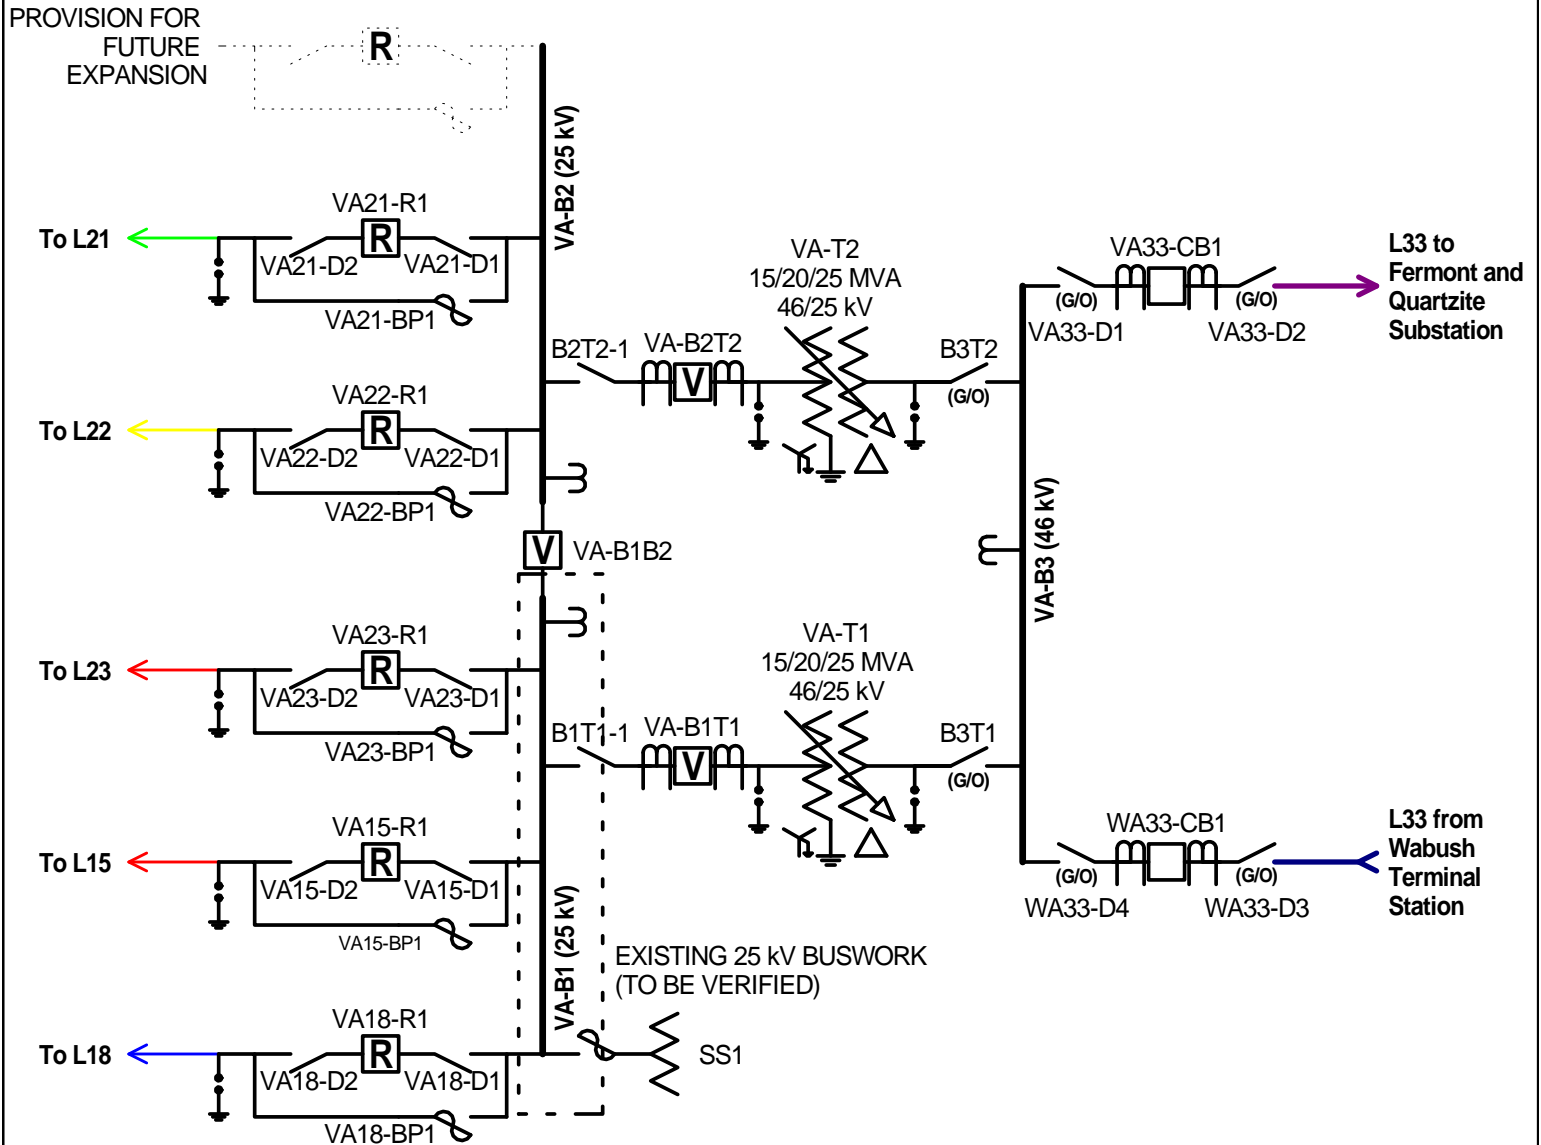 PROVISION FOR
FUTURE
EXPANSION
R
VA-B2 (25 kV)
VA21-R1
To L21
R
VA21-D2
VA21-D1
VA21-BP1
VA22-R1
To L22
R
VA22-D2
VA22-D1
VA22-BP1
V
VA-B1B2
VA23-R1
To L23
R
VA23-D2
VA23-D1
VA23-BP1
VA15-R1
To L15
R
VA15-D2
VA15-D1
VA15-BP1
VA-B1 (25 kV)
VA18-R1
To L18
R
VA18-D2
VA18-D1
VA18-BP1
EXISTING 25 kV BUSWORK
(TO BE VERIFIED)
SS1
B2T2-1
VA-B2T2
V
VA-T2
15/20/25 MVA
46/25 kV
B3T2
(G/O)
B1T1-1
VA-B1T1
V
VA-T1
15/20/25 MVA
46/25 kV
B3T1
(G/O)
VA-B3 (46 kV)
VA33-CB1
(G/O)
(G/O)
VA33-D1
VA33-D2
L33 to
Fermont and
Quartzite
Substation
WA33-CB1
(G/O)
(G/O)
WA33-D4
WA33-D3
L33 from
Wabush
Terminal
Station